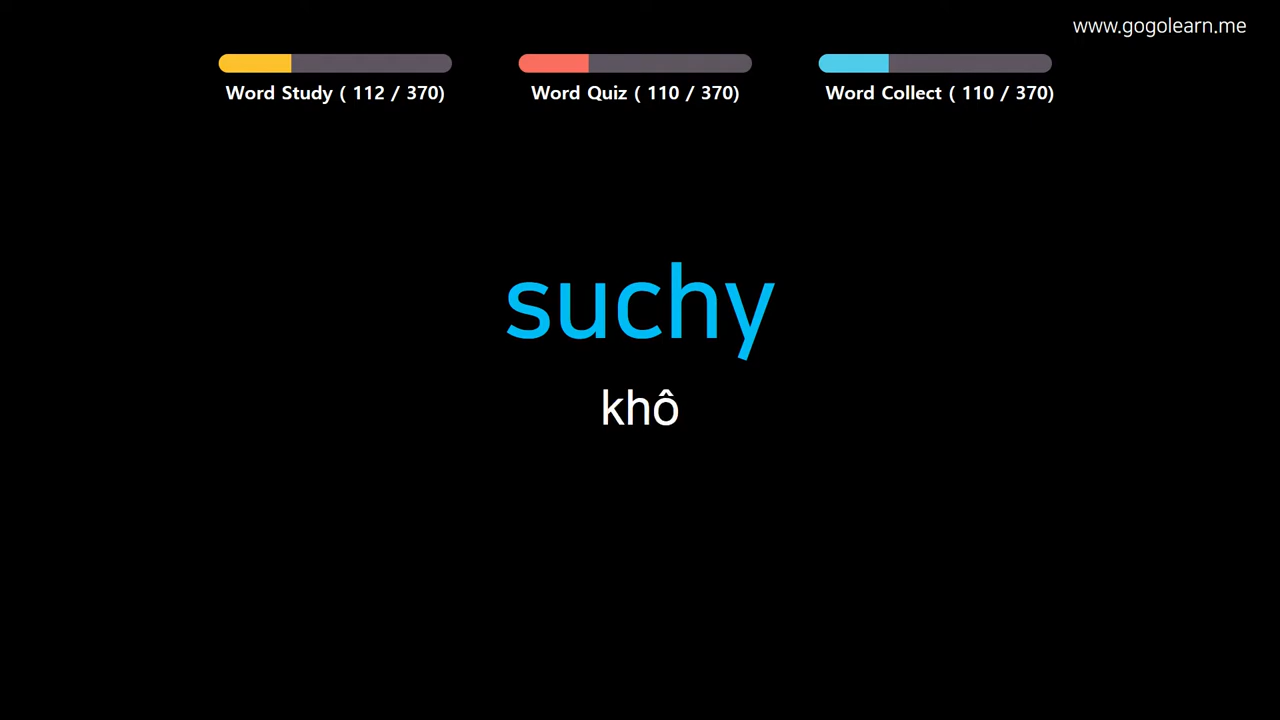 www.gogolearn.me
Word Study ( 112 / 370)
Word Quiz ( 110 / 370)
Word Collect ( 110 / 370)
suchy
khô